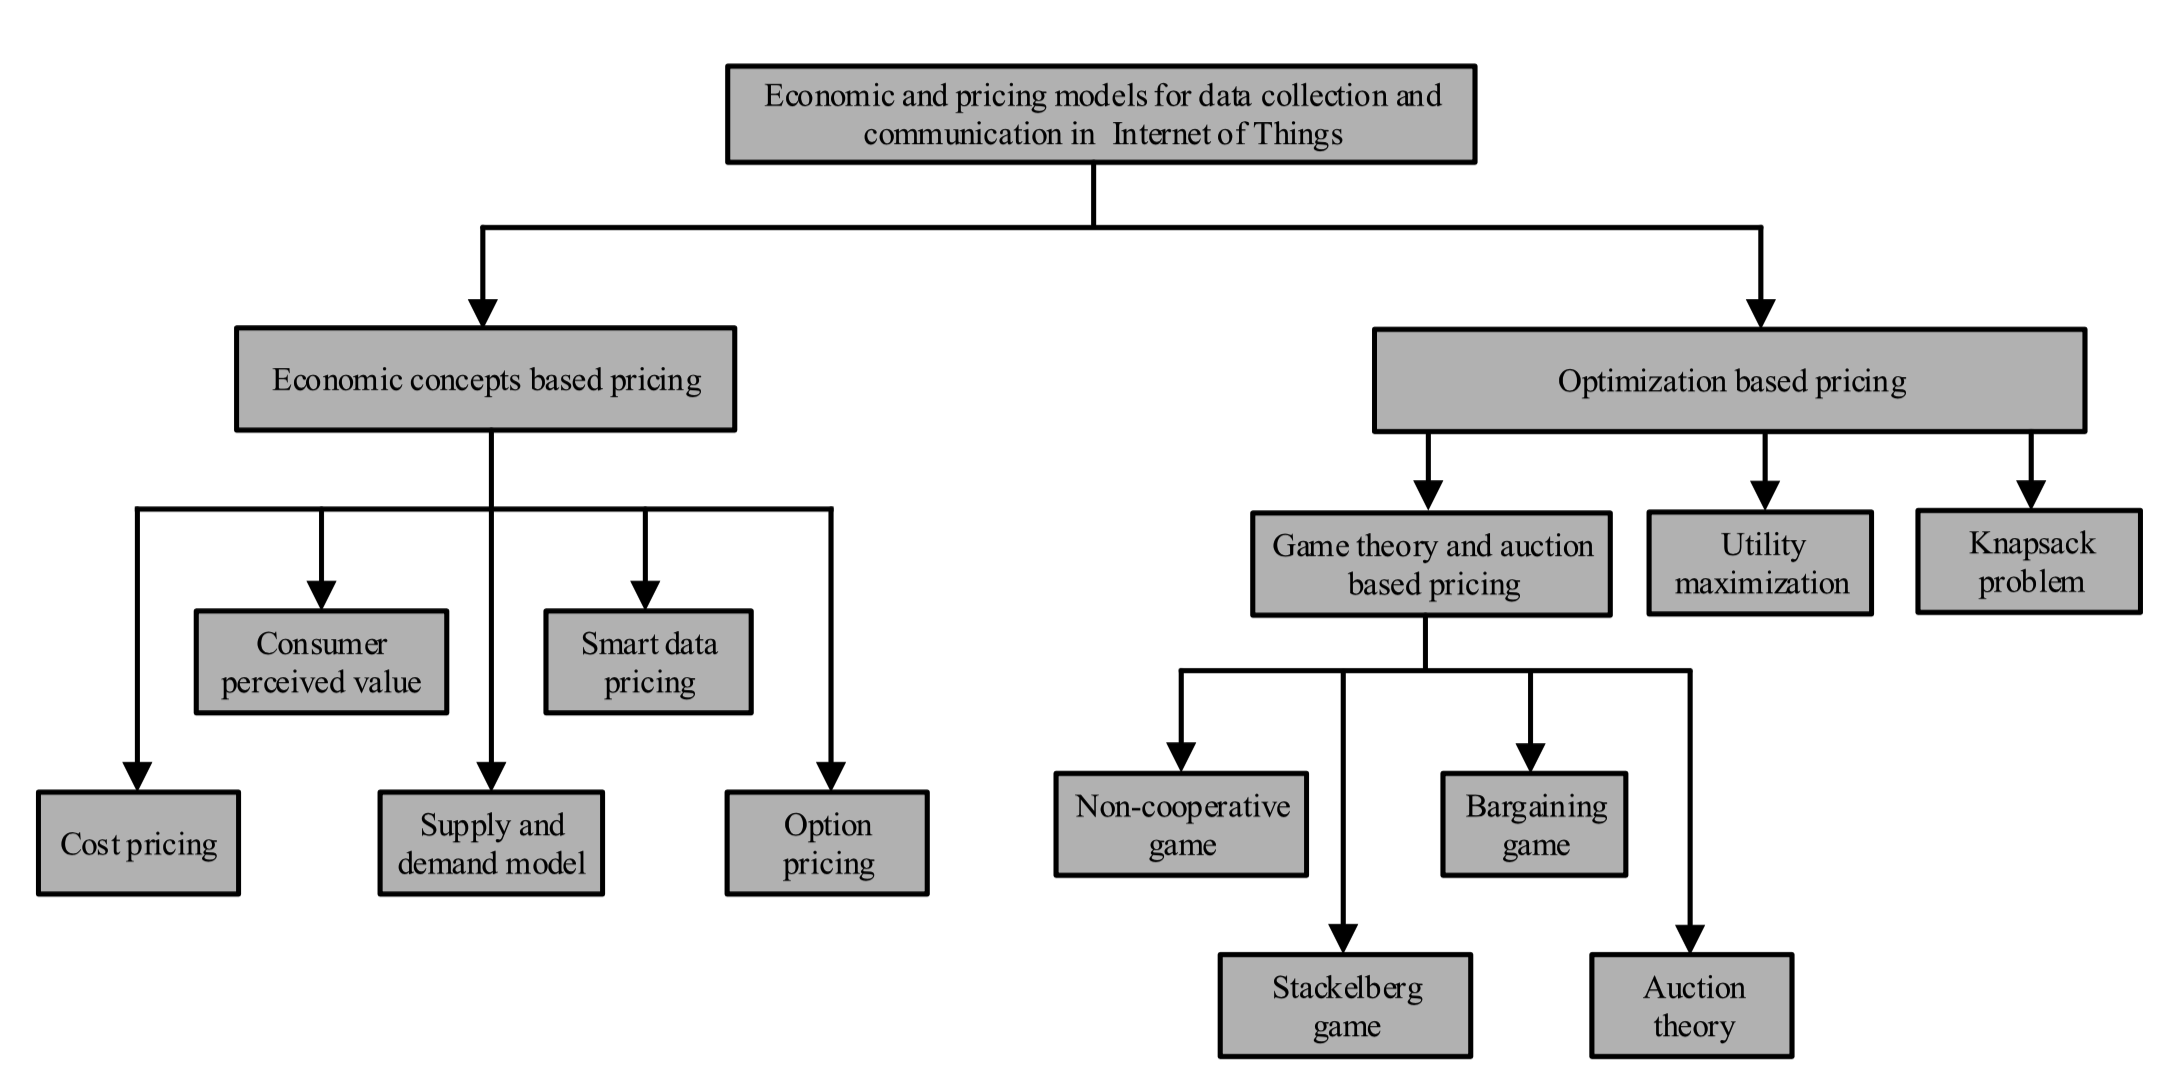 Economic and pricing models for data collection and
communication in Internet of Things
Economic concepts based pricing
Optimization based pricing
Game theory and auction
based pricing
Utility
maximization
Knapsack
problem
Consumer
perceived value
Smart data
pricing
Cost pricing
Supply and
demand model
Option
pricing
Non-cooperative
game
Bargaining
game
Stackelberg
game
Auction
theory